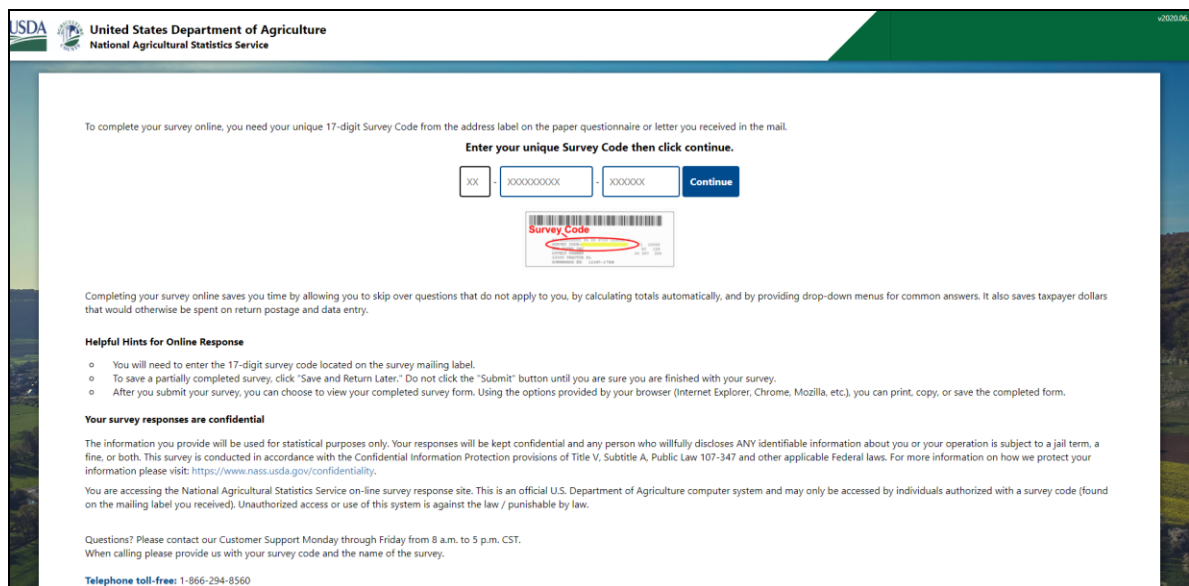 USDA
United States Department of Agriculture
National Agricultural Statistics Service
v2020.06.
To complete your survey online, you need your unique 17-digit Survey Code from the address label on the paper questionnaire or letter you received in the mail.
Enter your unique Survey Code then click continue.
XX - XXXXXXXXX - XXXXXX Continue
Survey Code
Completing your survey online saves you time by allowing you to skip over questions that do not apply to you, by calculating totals automatically, and by providing drop-down menus for common answers. It also saves taxpayer dollars
that would otherwise be spent on return postage and data entry.
Helpful Hints for Online Response
o You will need to enter the 17-digit survey code located on the survey mailing label.
o To save a partially completed survey, click "Save and Return Later." Do not click the "Submit" button until you are sure you are finished with your survey.
o After you submit your survey, you can choose to view your completed survey form. Using the options provided by your browser (Internet Explorer, Chrome, Mozilla, etc.), you can print, copy, or save the completed form.
Your survey responses are confidential
The information you provide will be used for statistical purposes only. Your responses will be kept confidential and any person who willfully discloses ANY identifiable information about you or your operation is subject to a jail term, a
fine, or both. This survey is conducted in accordance with the Confidential Information Protection provisions of Title V, Subtitle A, Public Law 107-347 and other applicable Federal laws. For more information on how we protect your
information please visit: https://www.nass.usda.gov/confidentiality.
You are accessing the National Agricultural Statistics Service on-line survey response site. This is an official U.S. Department of Agriculture computer system and may only be accessed by individuals authorized with a survey code (found
on the mailing label you received). Unauthorized access or use of this system is against the law / punishable by law.
Questions? Please contact our Customer Support Monday through Friday from 8 a.m. to 5 p.m. CST.
When calling please provide us with your survey code and the name of the survey.
Telephone toll-free: 1-866-294-8560